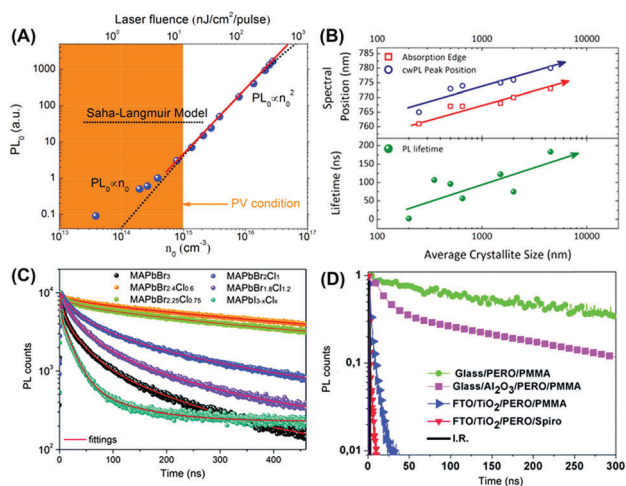 (A)
Laser fluence (nJ/cm²/pulse)
10⁰ 10¹ 10² 10³
1000
100
10
1
0.1
PL₀ (a.u.)
Saha-Langmuir Model
PL₀∝n₀²
PL₀∝n₀
PV condition
10¹³ 10¹⁴ 10¹⁵ 10¹⁶ 10¹⁷
n₀ (cm⁻³)
(B)
100 1000 10000
785
780
775
770
765
760
Spectral
Position (nm)
Absorption Edge
cwPL Peak Position
200
150
100
50
0
Lifetime (ns)
PL lifetime
100 1000 10000
Average Crystallite Size (nm)
(C)
10⁴
10³
10²
PL counts
MAPbBr₃
MAPbBr₂.₄Cl₀.₆
MAPbBr₂.₂₅Cl₀.₇₅
MAPbBr₂Cl₁
MAPbBr₁.₈Cl₁.₂
MAPbI₃₋ₓClₓ
fittings
0 100 200 300 400
Time (ns)
(D)
1
0,1
0,01
PL counts
Glass/PERO/PMMA
Glass/Al₂O₃/PERO/PMMA
FTO/TiO₂/PERO/PMMA
FTO/TiO₂/PERO/Spiro
I.R.
0 50 100 150 200 250 300
Time (ns)